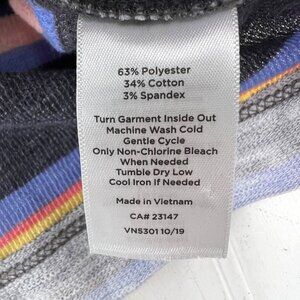 63% Polyester
34% Cotton
3% Spandex
Turn Garment Inside Out
Machine Wash Cold
Gentle Cycle
Only Non-Chlorine Bleach
When Needed
Tumble Dry Low
Cool Iron If Needed
Made in Vietnam
CA# 23147
VNS301 10/19